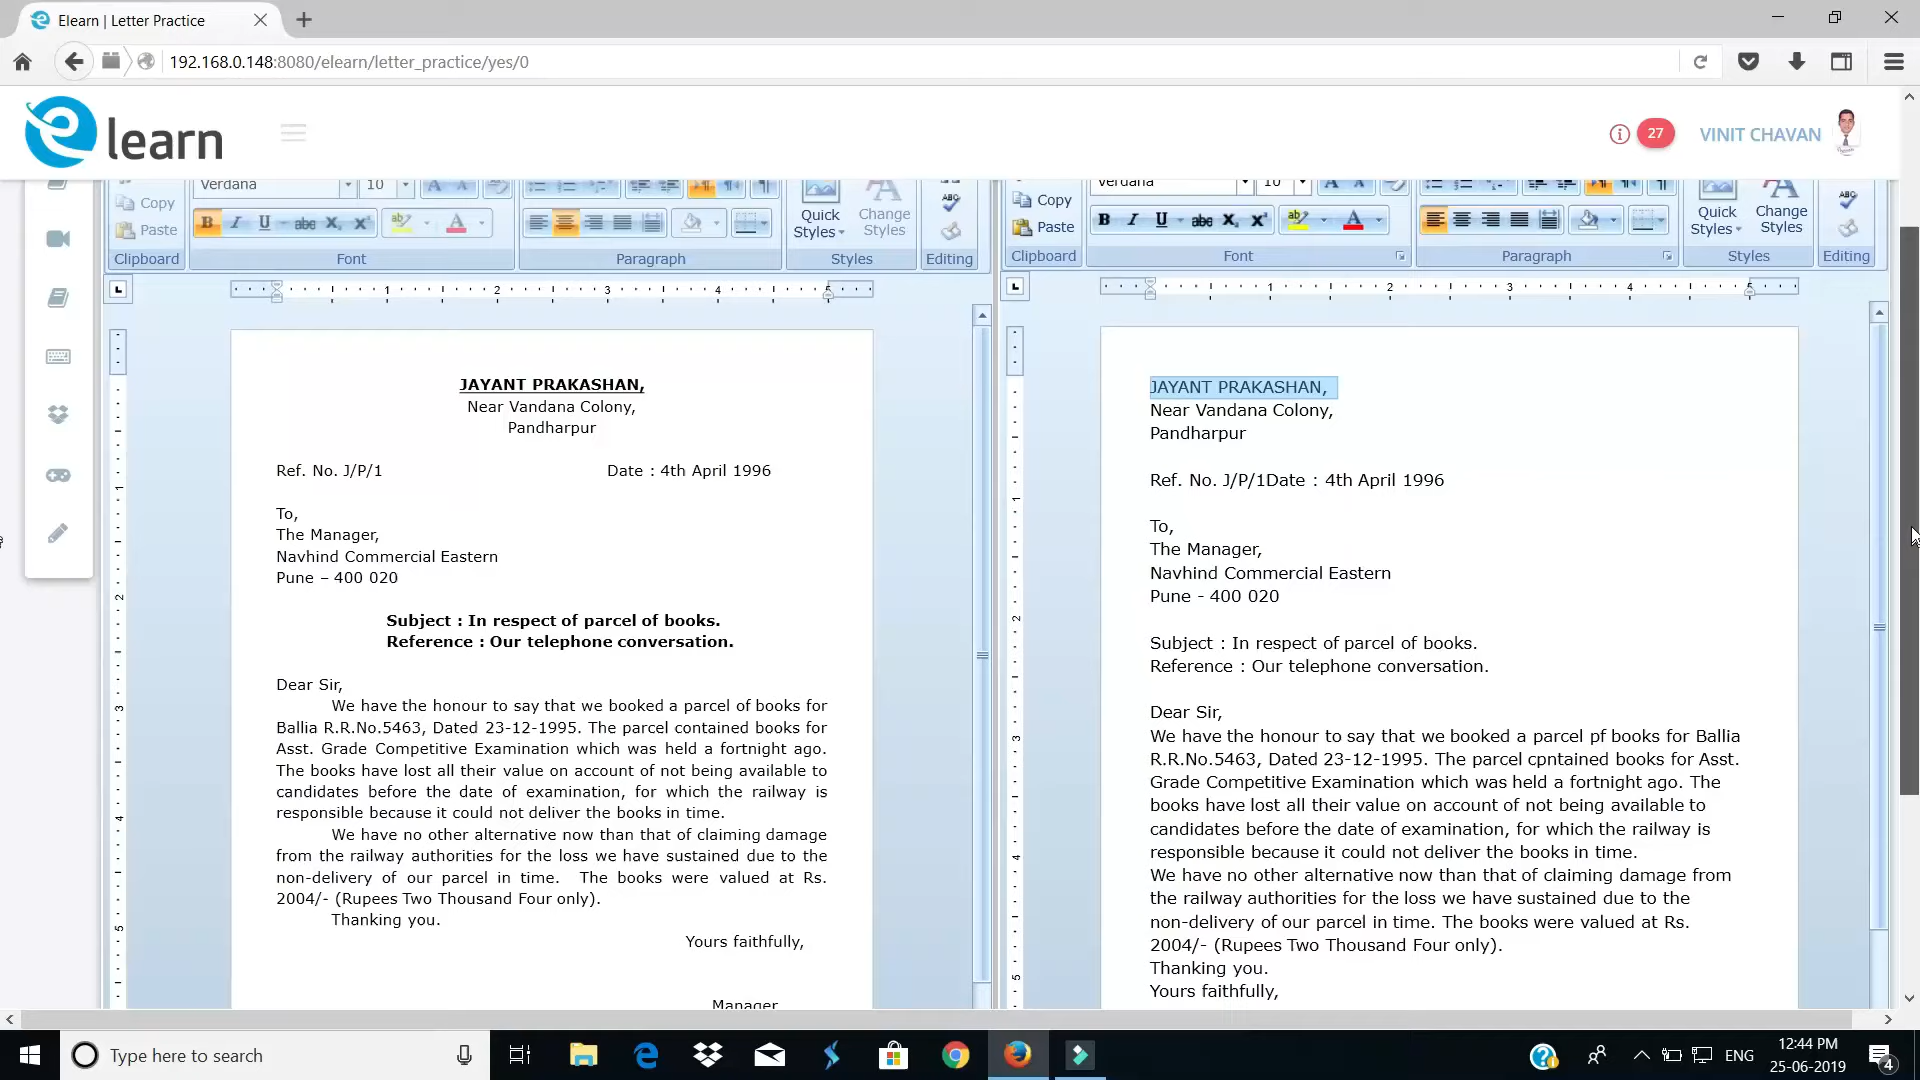 Elearn | Letter Practice
192.168.0.148:8080/elearn/letter_practice/yes/0
e learn
27
VINIT CHAVAN
Copy
Paste
Clipboard
Verdana
10
B I U abc X₂ X²
Font
Paragraph
Quick Styles
Change Styles
Styles
Editing
1 2 3 4 5
JAYANT PRAKASHAN,
Near Vandana Colony,
Pandharpur
Ref. No. J/P/1 Date : 4th April 1996
To,
The Manager,
Navhind Commercial Eastern
Pune – 400 020
Subject : In respect of parcel of books.
Reference : Our telephone conversation.
Dear Sir,
We have the honour to say that we booked a parcel of books for
Ballia R.R.No.5463, Dated 23-12-1995. The parcel contained books for
Asst. Grade Competitive Examination which was held a fortnight ago.
The books have lost all their value on account of not being available to
candidates before the date of examination, for which the railway is
responsible because it could not deliver the books in time.
We have no other alternative now than that of claiming damage
from the railway authorities for the loss we have sustained due to the
non-delivery of our parcel in time. The books were valued at Rs.
2004/- (Rupees Two Thousand Four only).
Thanking you.
Yours faithfully,
Manager
Copy
Paste
Clipboard
Verdana
10
B I U abc X₂ X²
Font
Paragraph
Quick Styles
Change Styles
Styles
Editing
1 2 3 4 5
JAYANT PRAKASHAN,
Near Vandana Colony,
Pandharpur
Ref. No. J/P/1Date : 4th April 1996
To,
The Manager,
Navhind Commercial Eastern
Pune - 400 020
Subject : In respect of parcel of books.
Reference : Our telephone conversation.
Dear Sir,
We have the honour to say that we booked a parcel pf books for Ballia
R.R.No.5463, Dated 23-12-1995. The parcel cpntained books for Asst.
Grade Competitive Examination which was held a fortnight ago. The
books have lost all their value on account of not being available to
candidates before the date of examination, for which the railway is
responsible because it could not deliver the books in time.
We have no other alternative now than that of claiming damage from
the railway authorities for the loss we have sustained due to the
non-delivery of our parcel in time. The books were valued at Rs.
2004/- (Rupees Two Thousand Four only).
Thanking you.
Yours faithfully,
Type here to search
ENG
12:44 PM
25-06-2019
4